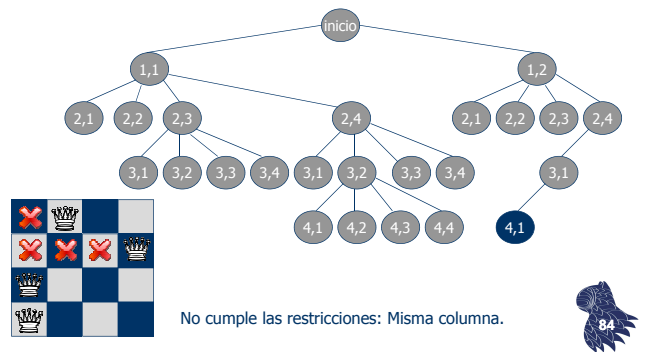 inicio
1,1 1,2
2,1 2,2 2,3 2,4 2,1 2,2 2,3 2,4
3,1 3,2 3,3 3,4 3,1 3,2 3,3 3,4 3,1
4,1 4,2 4,3 4,4 4,1
No cumple las restricciones: Misma columna.
84